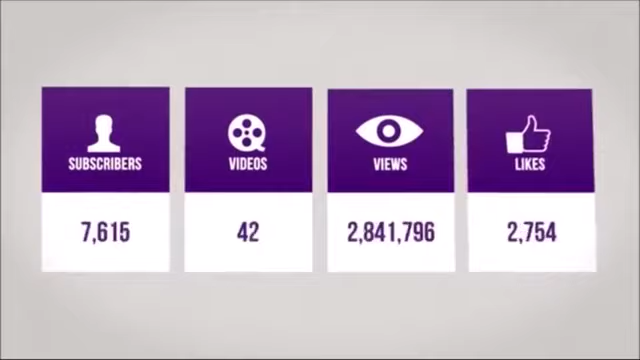 SUBSCRIBERS
7,615
VIDEOS
42
VIEWS
2,841,796
LIKES
2,754